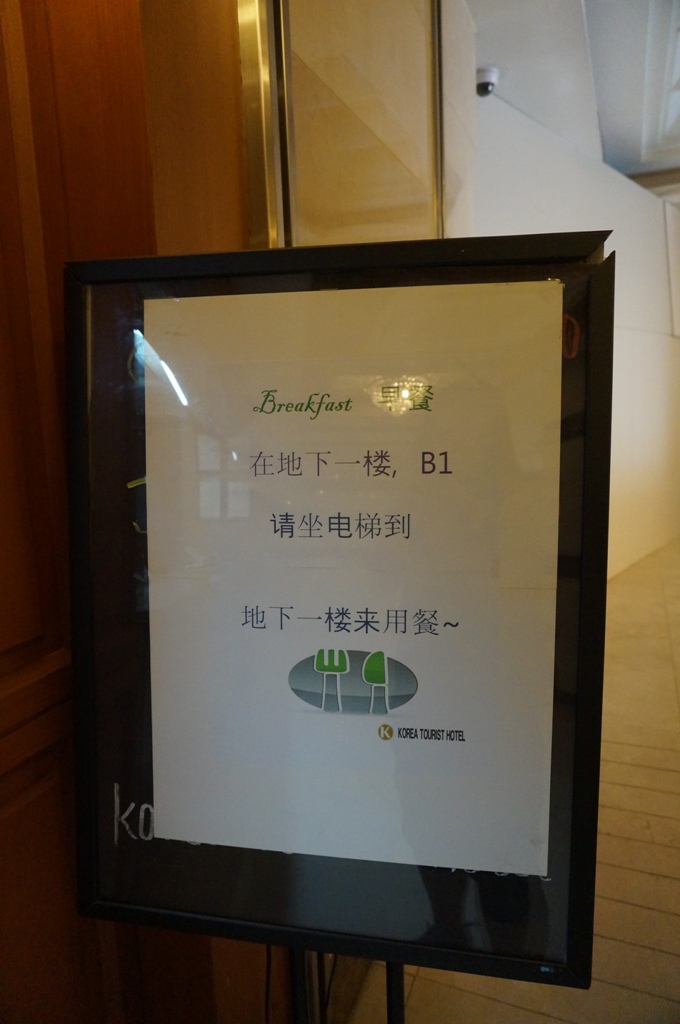 Breakfast 早餐
在地下一楼, B1
请坐电梯到
地下一楼来用餐~
K KOREA TOURIST HOTEL
ko